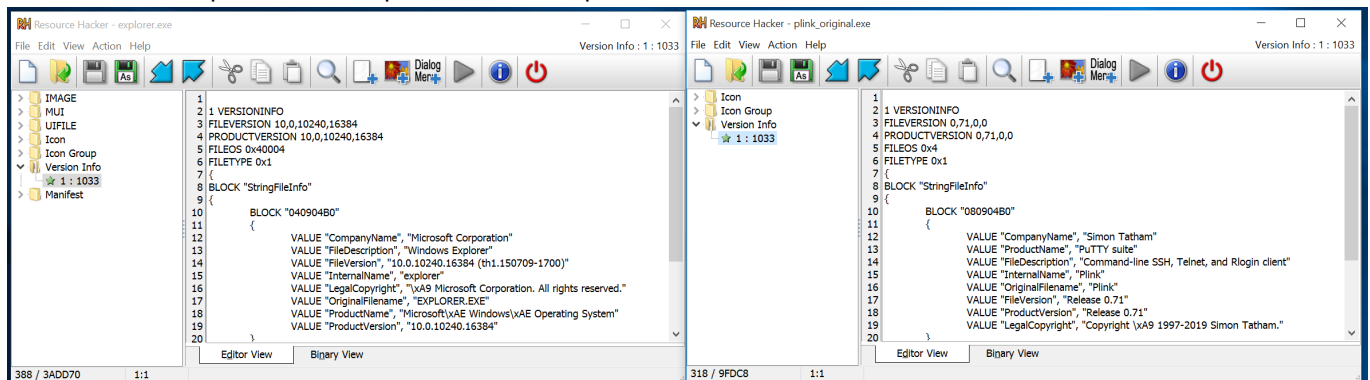 Resource Hacker - explorer.exe
File Edit View Action Help
Version Info : 1 : 1033
As
Dialog
Menu
IMAGE
MUI
UIFILE
Icon
Icon Group
Version Info
1 : 1033
Manifest
1
2 1 VERSIONINFO
3 FILEVERSION 10,0,10240,16384
4 PRODUCTVERSION 10,0,10240,16384
5 FILEOS 0x40004
6 FILETYPE 0x1
7 {
8 BLOCK "StringFileInfo"
9 {
10 BLOCK "040904B0"
11 {
12 VALUE "CompanyName", "Microsoft Corporation"
13 VALUE "FileDescription", "Windows Explorer"
14 VALUE "FileVersion", "10.0.10240.16384 (th1.150709-1700)"
15 VALUE "InternalName", "explorer"
16 VALUE "LegalCopyright", "\xA9 Microsoft Corporation. All rights reserved."
17 VALUE "OriginalFilename", "EXPLORER.EXE"
18 VALUE "ProductName", "Microsoft\xAE Windows\xAE Operating System"
19 VALUE "ProductVersion", "10.0.10240.16384"
20 }
Editor View Binary View
388 / 3ADD70 1:1
Resource Hacker - plink_original.exe
File Edit View Action Help
Version Info : 1 : 1033
As
Dialog
Menu
Icon
Icon Group
Version Info
1 : 1033
1
2 1 VERSIONINFO
3 FILEVERSION 0,71,0,0
4 PRODUCTVERSION 0,71,0,0
5 FILEOS 0x4
6 FILETYPE 0x1
7 {
8 BLOCK "StringFileInfo"
9 {
10 BLOCK "080904B0"
11 {
12 VALUE "CompanyName", "Simon Tatham"
13 VALUE "ProductName", "PuTTY suite"
14 VALUE "FileDescription", "Command-line SSH, Telnet, and Rlogin client"
15 VALUE "InternalName", "Plink"
16 VALUE "OriginalFilename", "Plink"
17 VALUE "FileVersion", "Release 0.71"
18 VALUE "ProductVersion", "Release 0.71"
19 VALUE "LegalCopyright", "Copyright \xA9 1997-2019 Simon Tatham."
20 }
Editor View Binary View
318 / 9FDC8 1:1